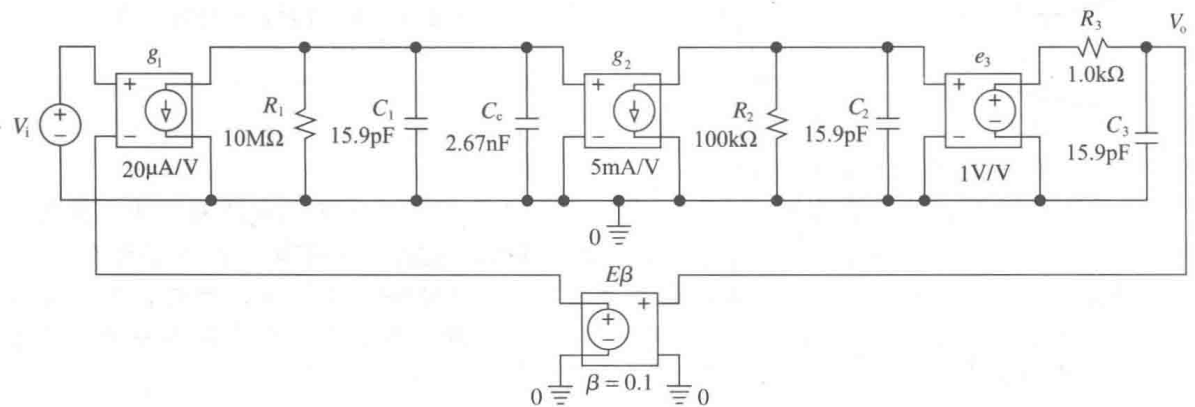 g₁
g₂
e₃
R₃
Vₒ
1.0kΩ
Vᵢ
+
−
+
−
R₁
10MΩ
C₁
15.9pF
C꜀
2.67nF
+
−
R₂
100kΩ
C₂
15.9pF
+
−
+
−
C₃
15.9pF
20μA/V
5mA/V
1V/V
0
Eβ
+
−
+
0
β = 0.1
0